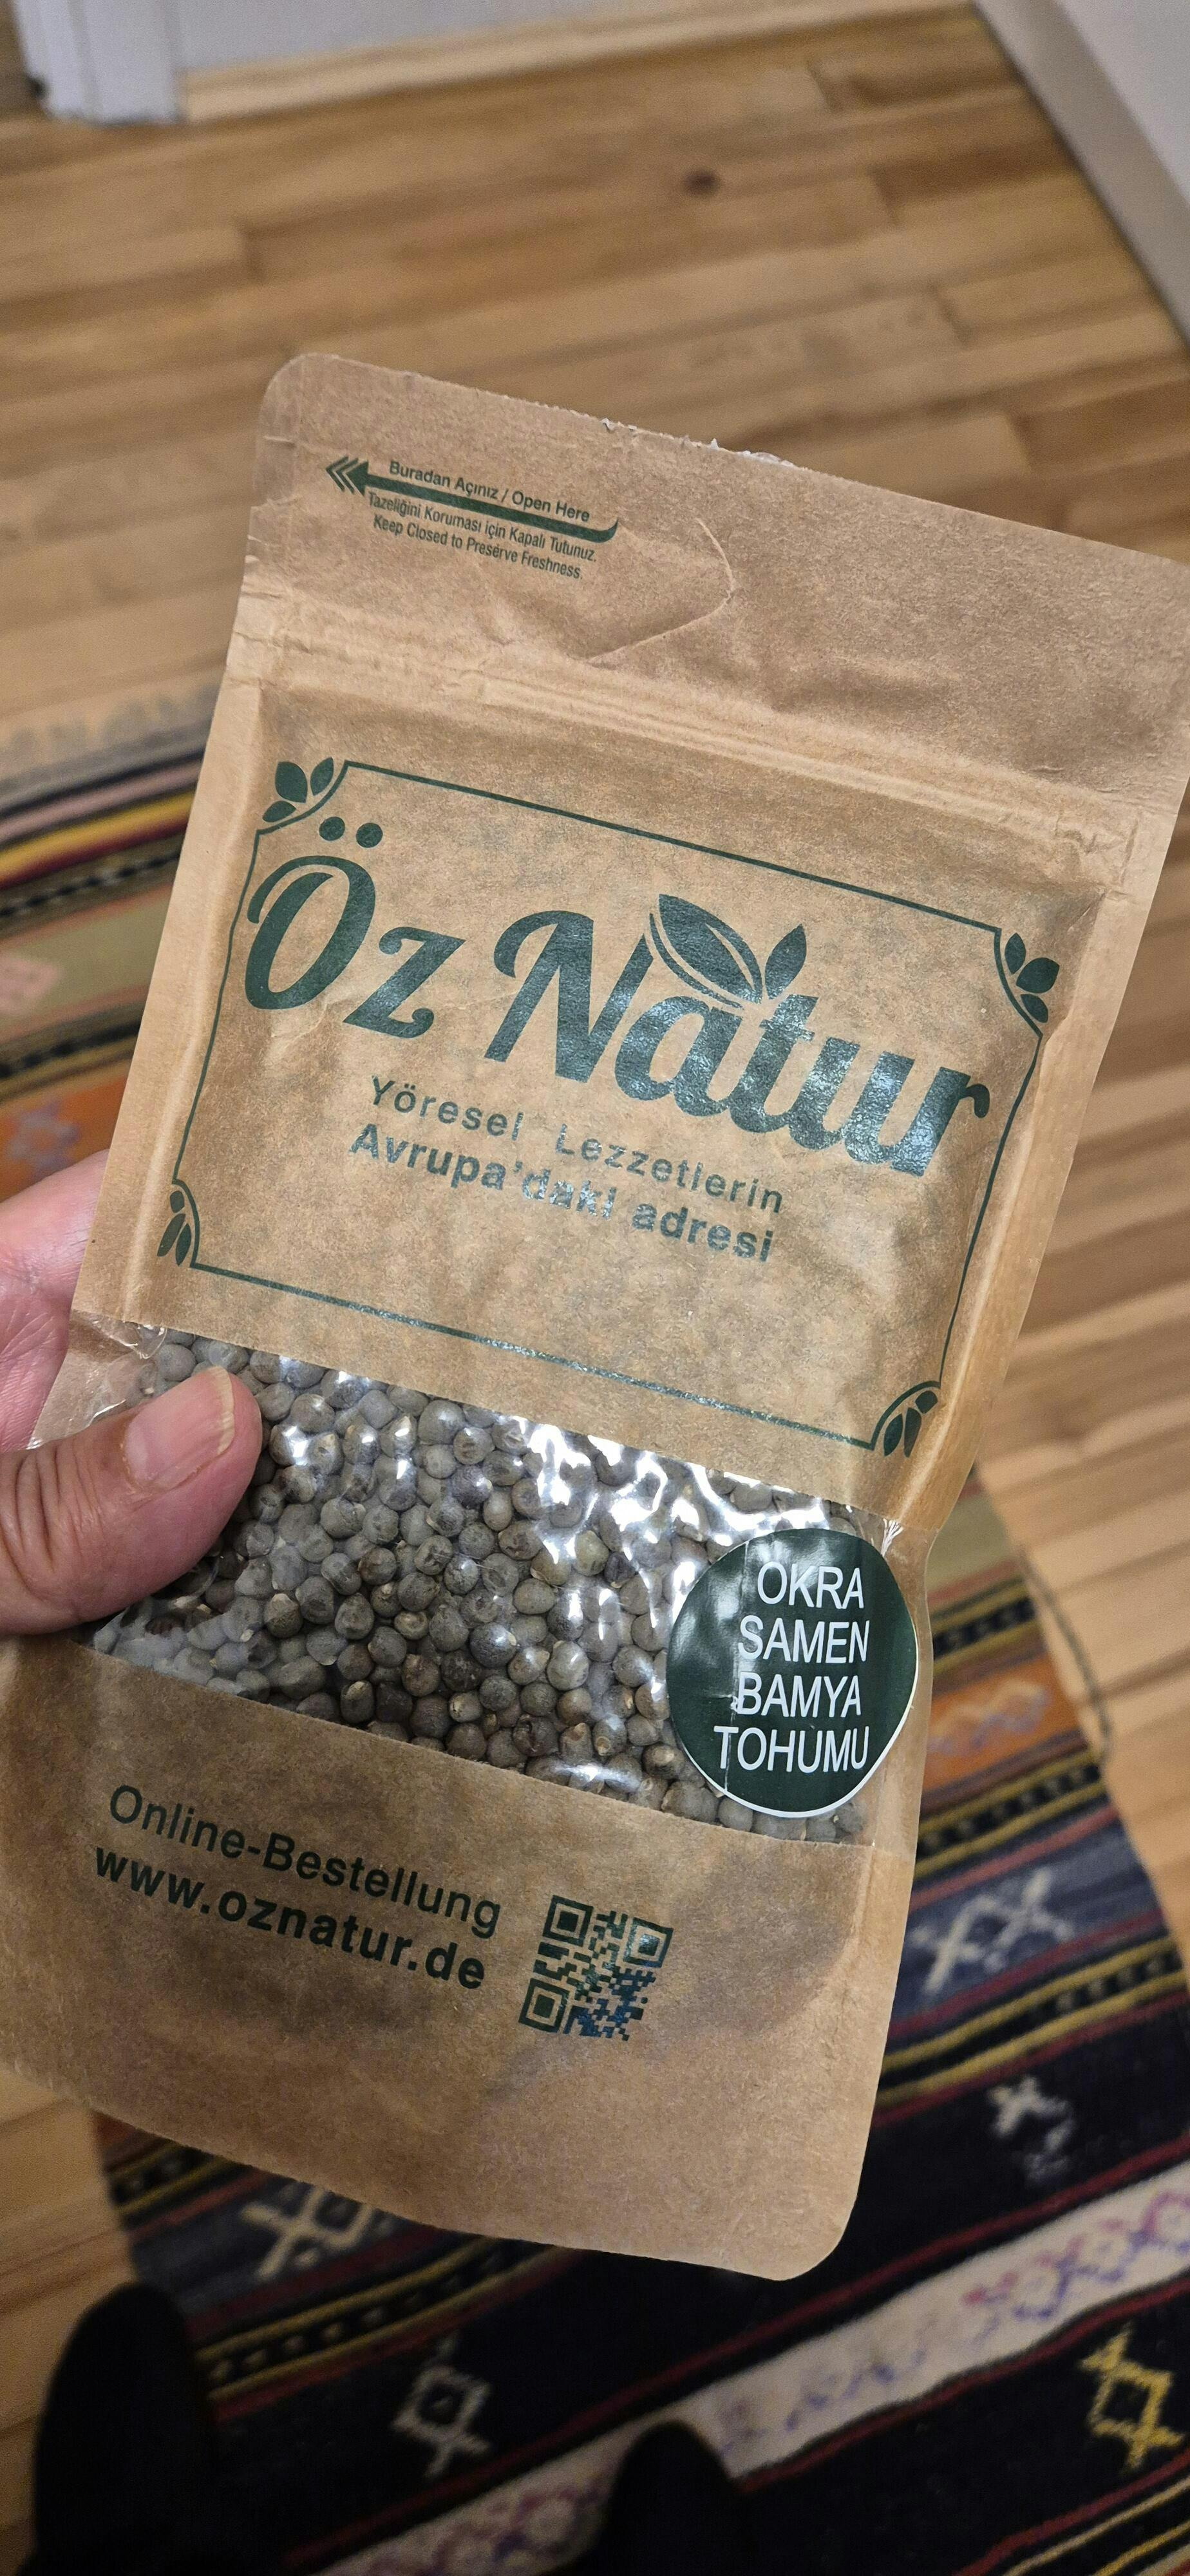 Buradan Açınız / Open Here
Tazeliğini Koruması için Kapalı Tutunuz.
Keep Closed to Preserve Freshness.
Öz Natur
Yöresel Lezzetlerin
Avrupa'daki adresi
OKRA
SAMEN
BAMYA
TOHUMU
Online-Bestellung
www.oznatur.de